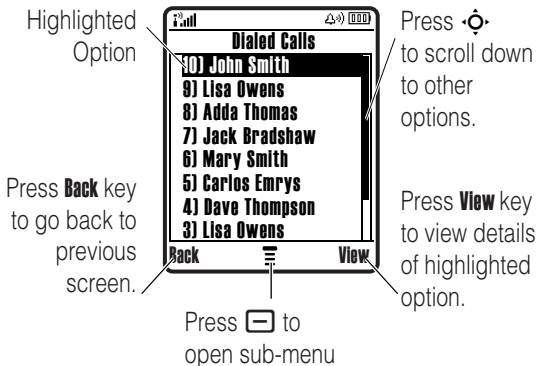 Highlighted
Option
Dialed Calls
10) John Smith
9) Lisa Owens
8) Adda Thomas
7) Jack Bradshaw
6) Mary Smith
5) Carlos Emrys
4) Dave Thompson
3) Lisa Owens
Back
View
Press
to scroll down
to other
options.
Press Back key
to go back to
previous
screen.
Press View key
to view details
of highlighted
option.
Press to
open sub-menu